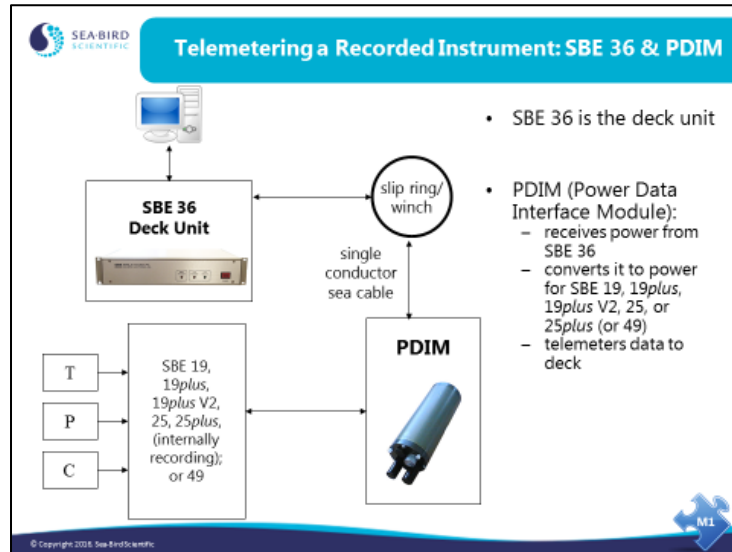 SEA-BIRD
SCIENTIFIC
Telemetering a Recorded Instrument: SBE 36 & PDIM
SBE 36
Deck Unit
slip ring/
winch
single
conductor
sea cable
T
P
C
SBE 19,
19plus,
19plus V2,
25, 25plus,
(internally
recording);
or 49
PDIM
• SBE 36 is the deck unit
• PDIM (Power Data
Interface Module):
– receives power from
SBE 36
– converts it to power
for SBE 19, 19plus,
19plus V2, 25, or
25plus (or 49)
– telemeters data to
deck
M1
© Copyright 2018, Sea-Bird Scientific